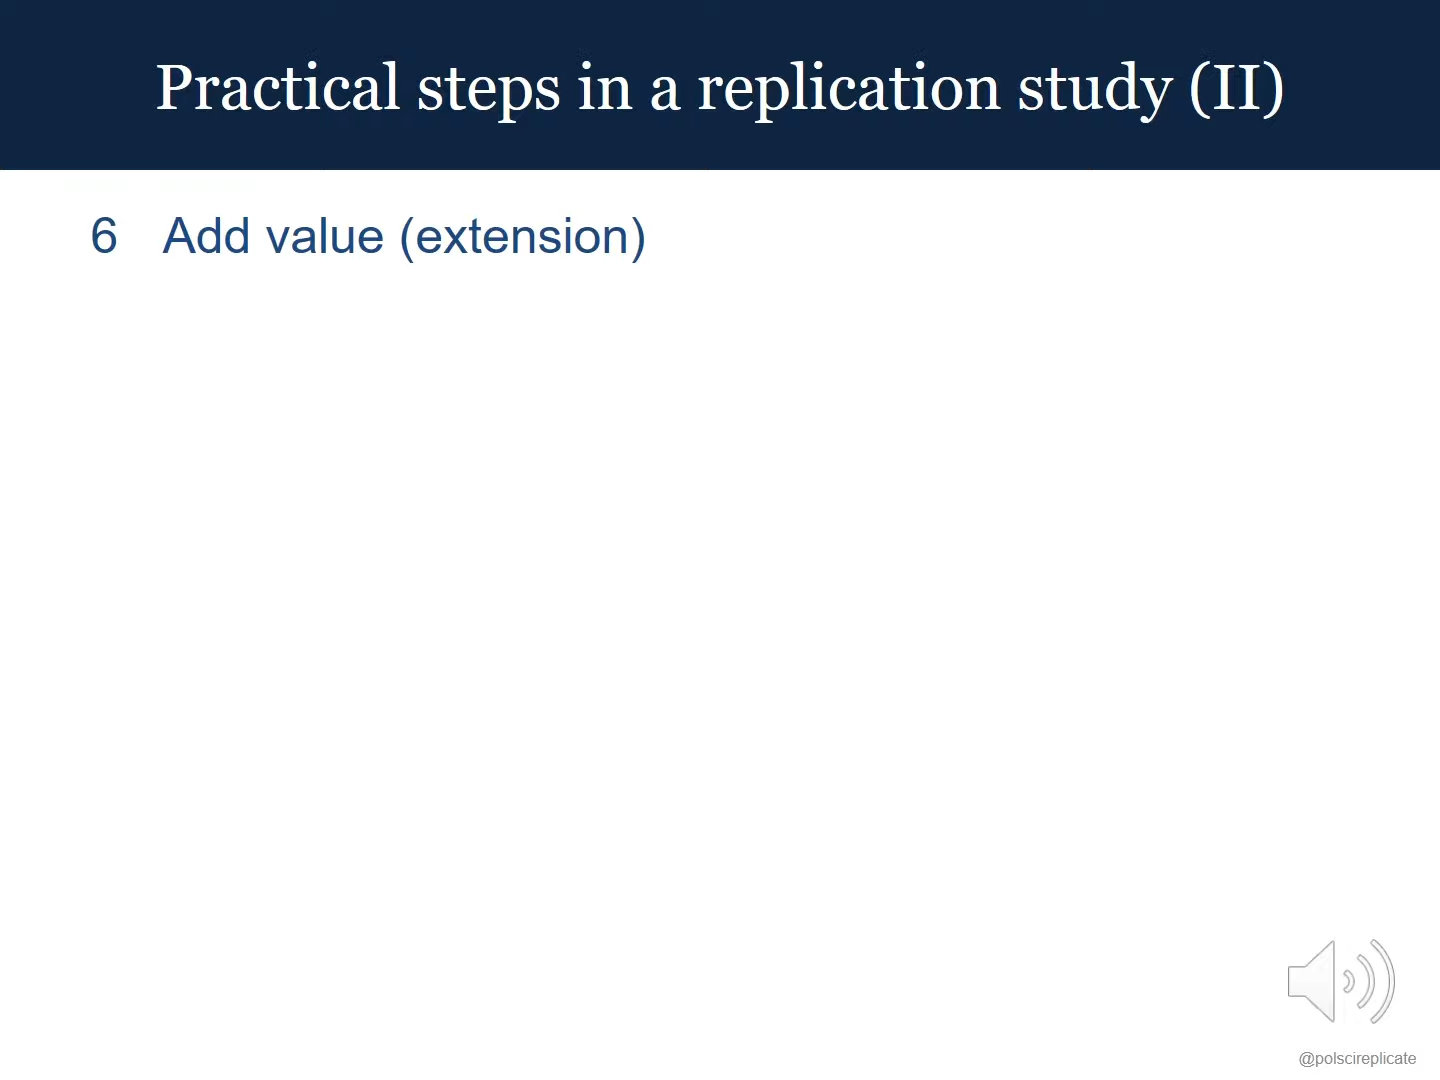 Practical steps in a replication study (II)
6 Add value (extension)
@polscireplicate